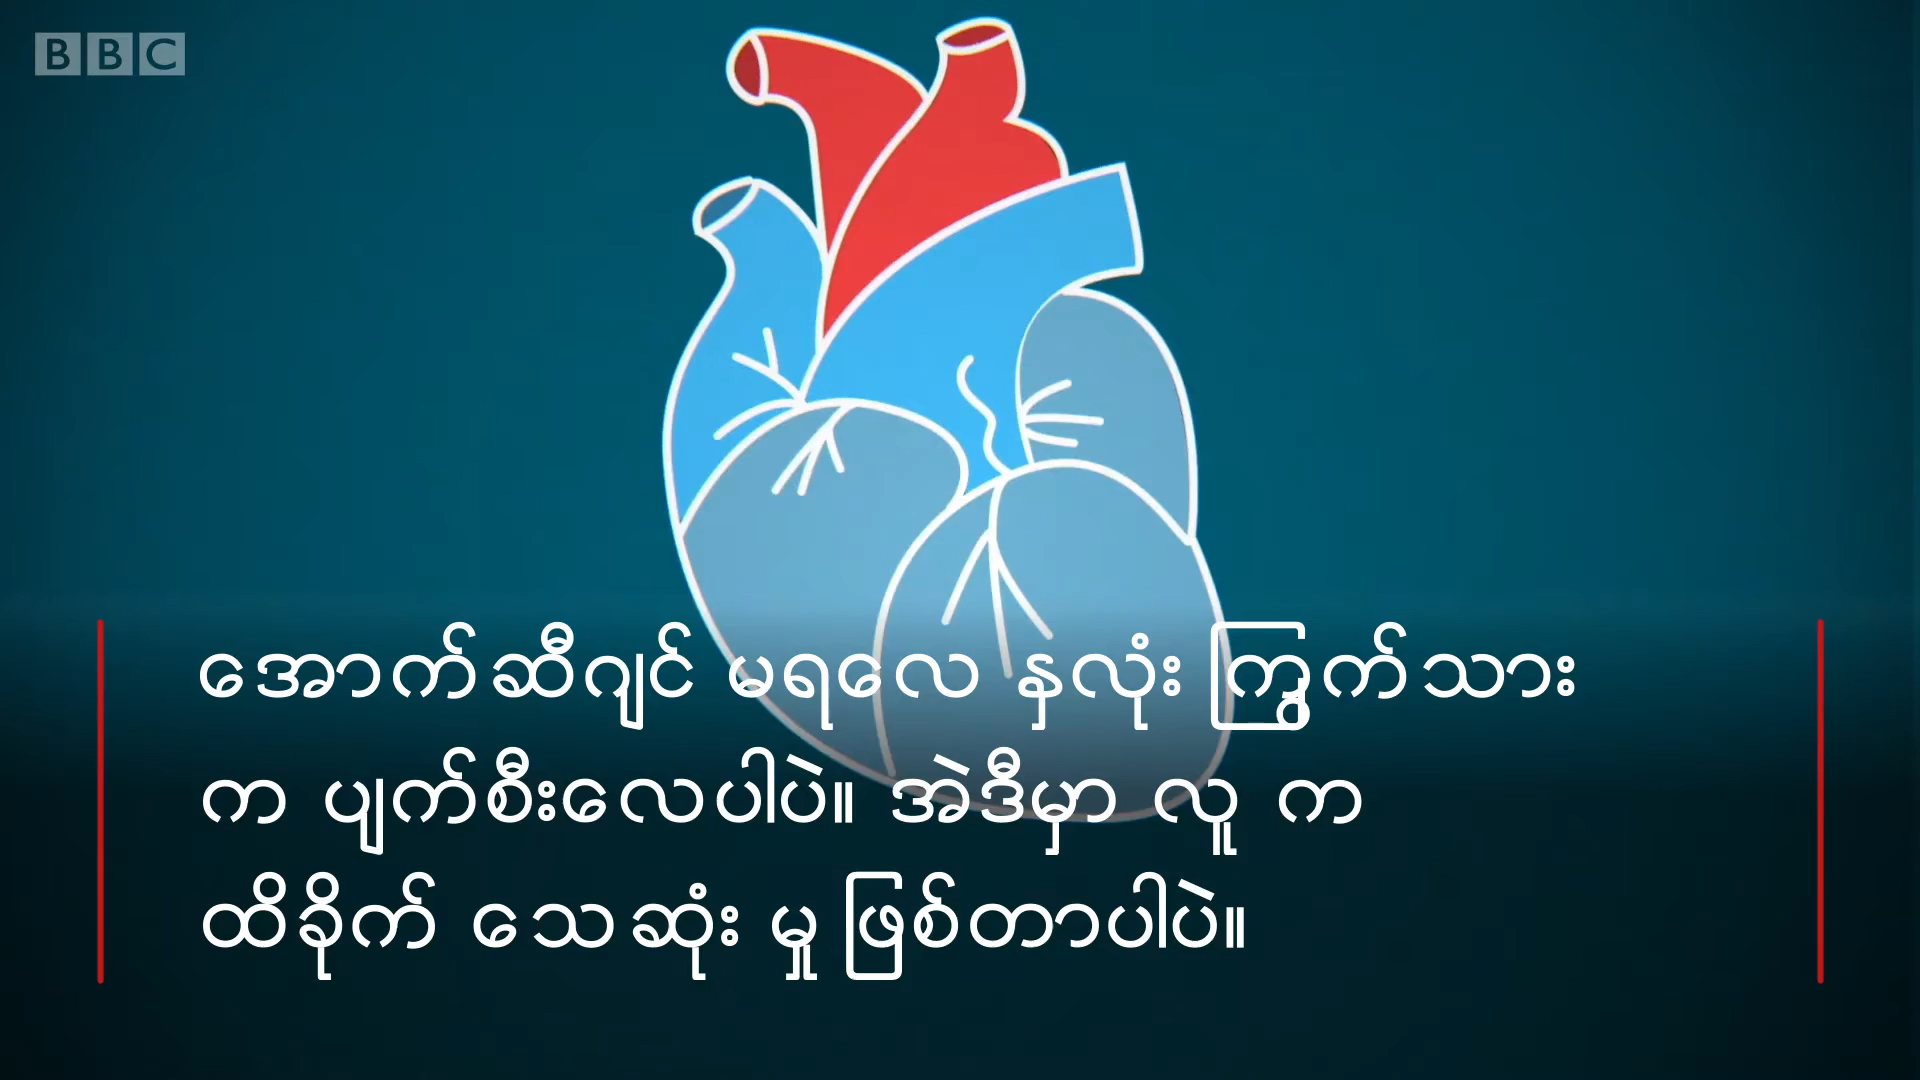 BBC
အောက်ဆီဂျင် မရလေ နှလုံး ကြွက်သား
က ပျက်စီးလေပါပဲ။ အဲဒီမှာ လူ က
ထိခိုက် သေဆုံး မှု ဖြစ်တာပါပဲ။